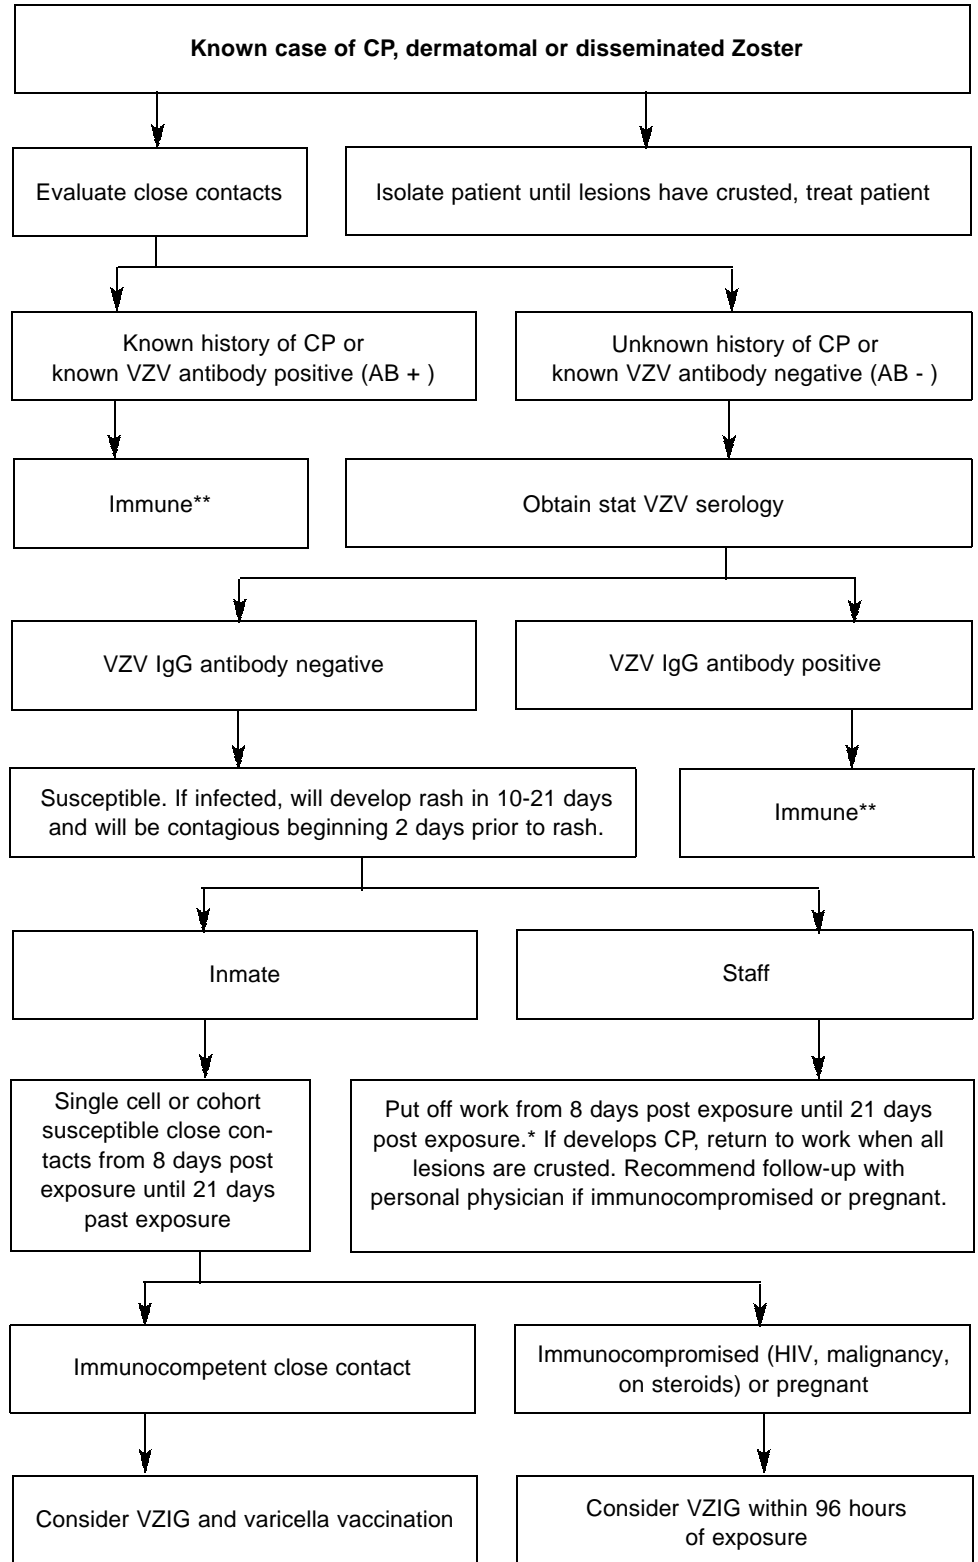 Known case of CP, dermatomal or disseminated Zoster
Evaluate close contacts
Isolate patient until lesions have crusted, treat patient
Known history of CP or
known VZV antibody positive (AB + )
Unknown history of CP or
known VZV antibody negative (AB - )
Immune**
Obtain stat VZV serology
VZV IgG antibody negative
VZV IgG antibody positive
Susceptible. If infected, will develop rash in 10-21 days
and will be contagious beginning 2 days prior to rash.
Immune**
Inmate
Staff
Single cell or cohort
susceptible close con-
tacts from 8 days post
exposure until 21 days
past exposure
Put off work from 8 days post exposure until 21 days
post exposure.* If develops CP, return to work when all
lesions are crusted. Recommend follow-up with
personal physician if immunocompromised or pregnant.
Immunocompetent close contact
Immunocompromised (HIV, malignancy,
on steroids) or pregnant
Consider VZIG and varicella vaccination
Consider VZIG within 96 hours
of exposure